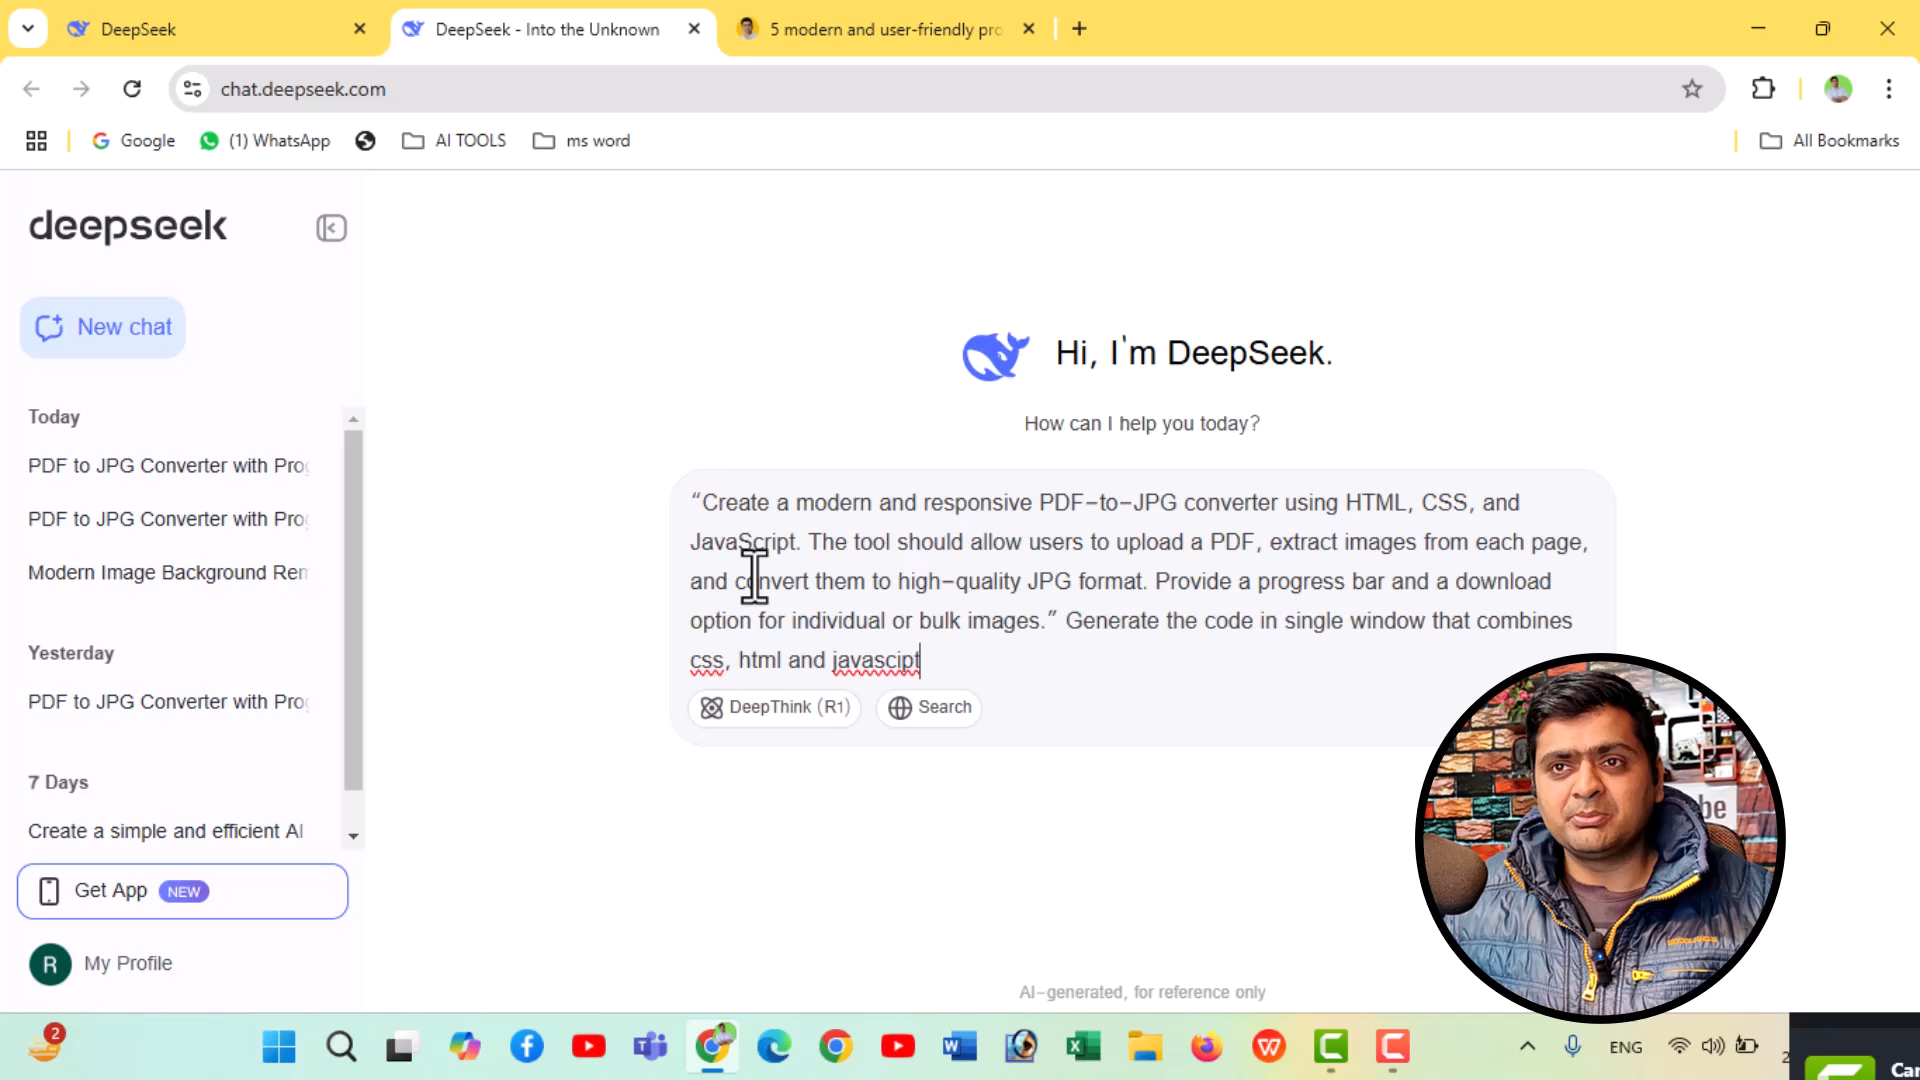 DeepSeek
DeepSeek - Into the Unknown
5 modern and user-friendly pro
chat.deepseek.com
Google
(1) WhatsApp
AI TOOLS
ms word
All Bookmarks
deepseek
New chat
Today
PDF to JPG Converter with Prog
PDF to JPG Converter with Prog
Modern Image Background Rem
Yesterday
PDF to JPG Converter with Prog
7 Days
Create a simple and efficient AI
Get App NEW
R My Profile
Hi, I'm DeepSeek.
How can I help you today?
“Create a modern and responsive PDF-to-JPG converter using HTML, CSS, and
JavaScript. The tool should allow users to upload a PDF, extract images from each page,
and convert them to high-quality JPG format. Provide a progress bar and a download
option for individual or bulk images.” Generate the code in single window that combines
css, html and javascipt
DeepThink (R1)
Search
AI-generated, for reference only
2
ENG
2